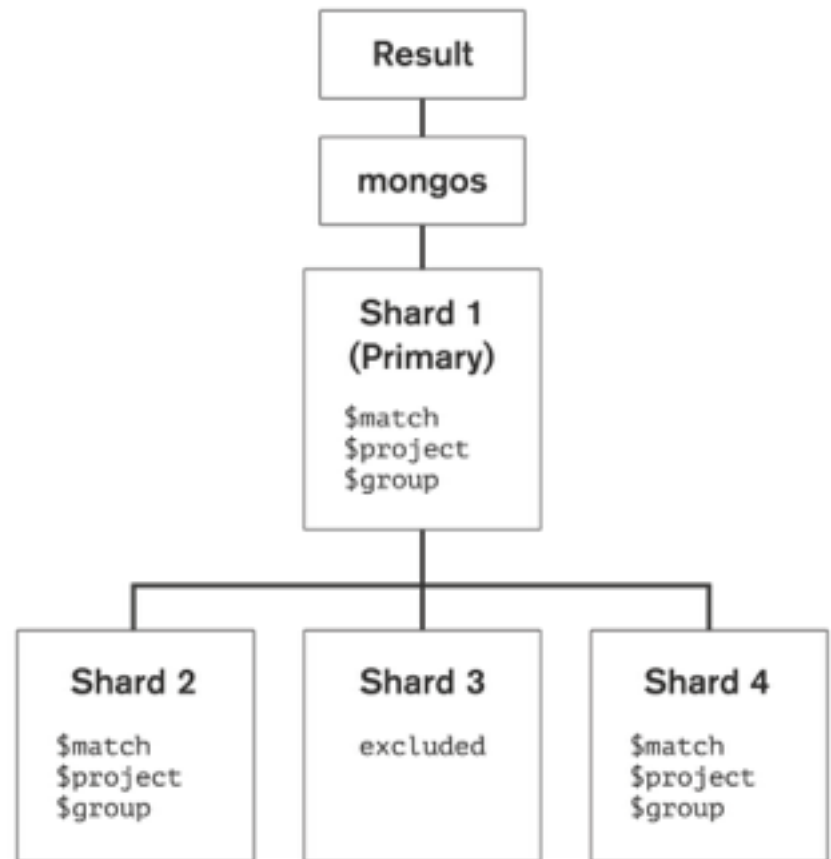 Result
mongos
Shard 1
(Primary)
$match
$project
$group
Shard 2
$match
$project
$group
Shard 3
excluded
Shard 4
$match
$project
$group